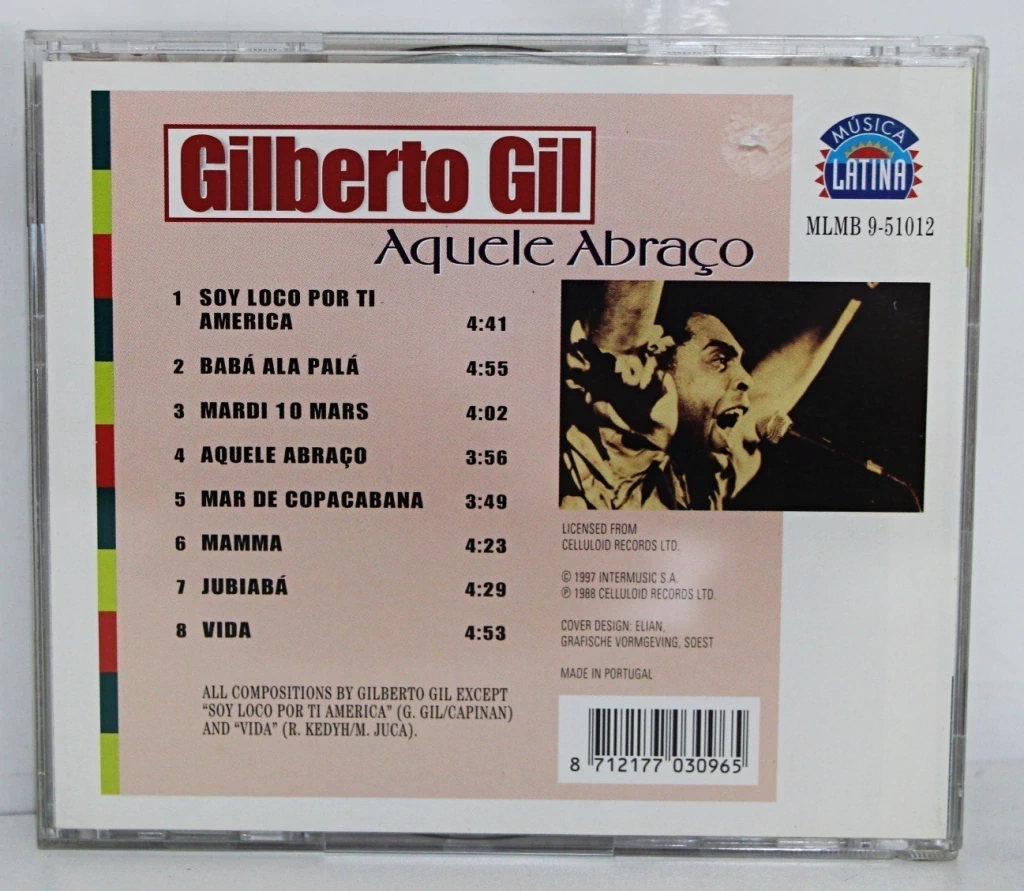 Gilberto Gil
Aquele Abraço
MÚSICA
LATINA
MLMB 9-51012
1 SOY LOCO POR TI
AMERICA 4:41
2 BABÁ ALA PALÁ 4:55
3 MARDI 10 MARS 4:02
4 AQUELE ABRAÇO 3:56
5 MAR DE COPACABANA 3:49
6 MAMMA 4:23
7 JUBIABÁ 4:29
8 VIDA 4:53
ALL COMPOSITIONS BY GILBERTO GIL EXCEPT
“SOY LOCO POR TI AMERICA” (G. GIL/CAPINAN)
AND “VIDA” (R. KEDYH/M. JUCA).
LICENSED FROM
CELLULOID RECORDS LTD.
© 1997 INTERMUSIC S.A.
℗ 1988 CELLULOID RECORDS LTD.
COVER DESIGN: ELIAN,
GRAFISCHE VORMGEVING, SOEST
MADE IN PORTUGAL
8 712177 030965